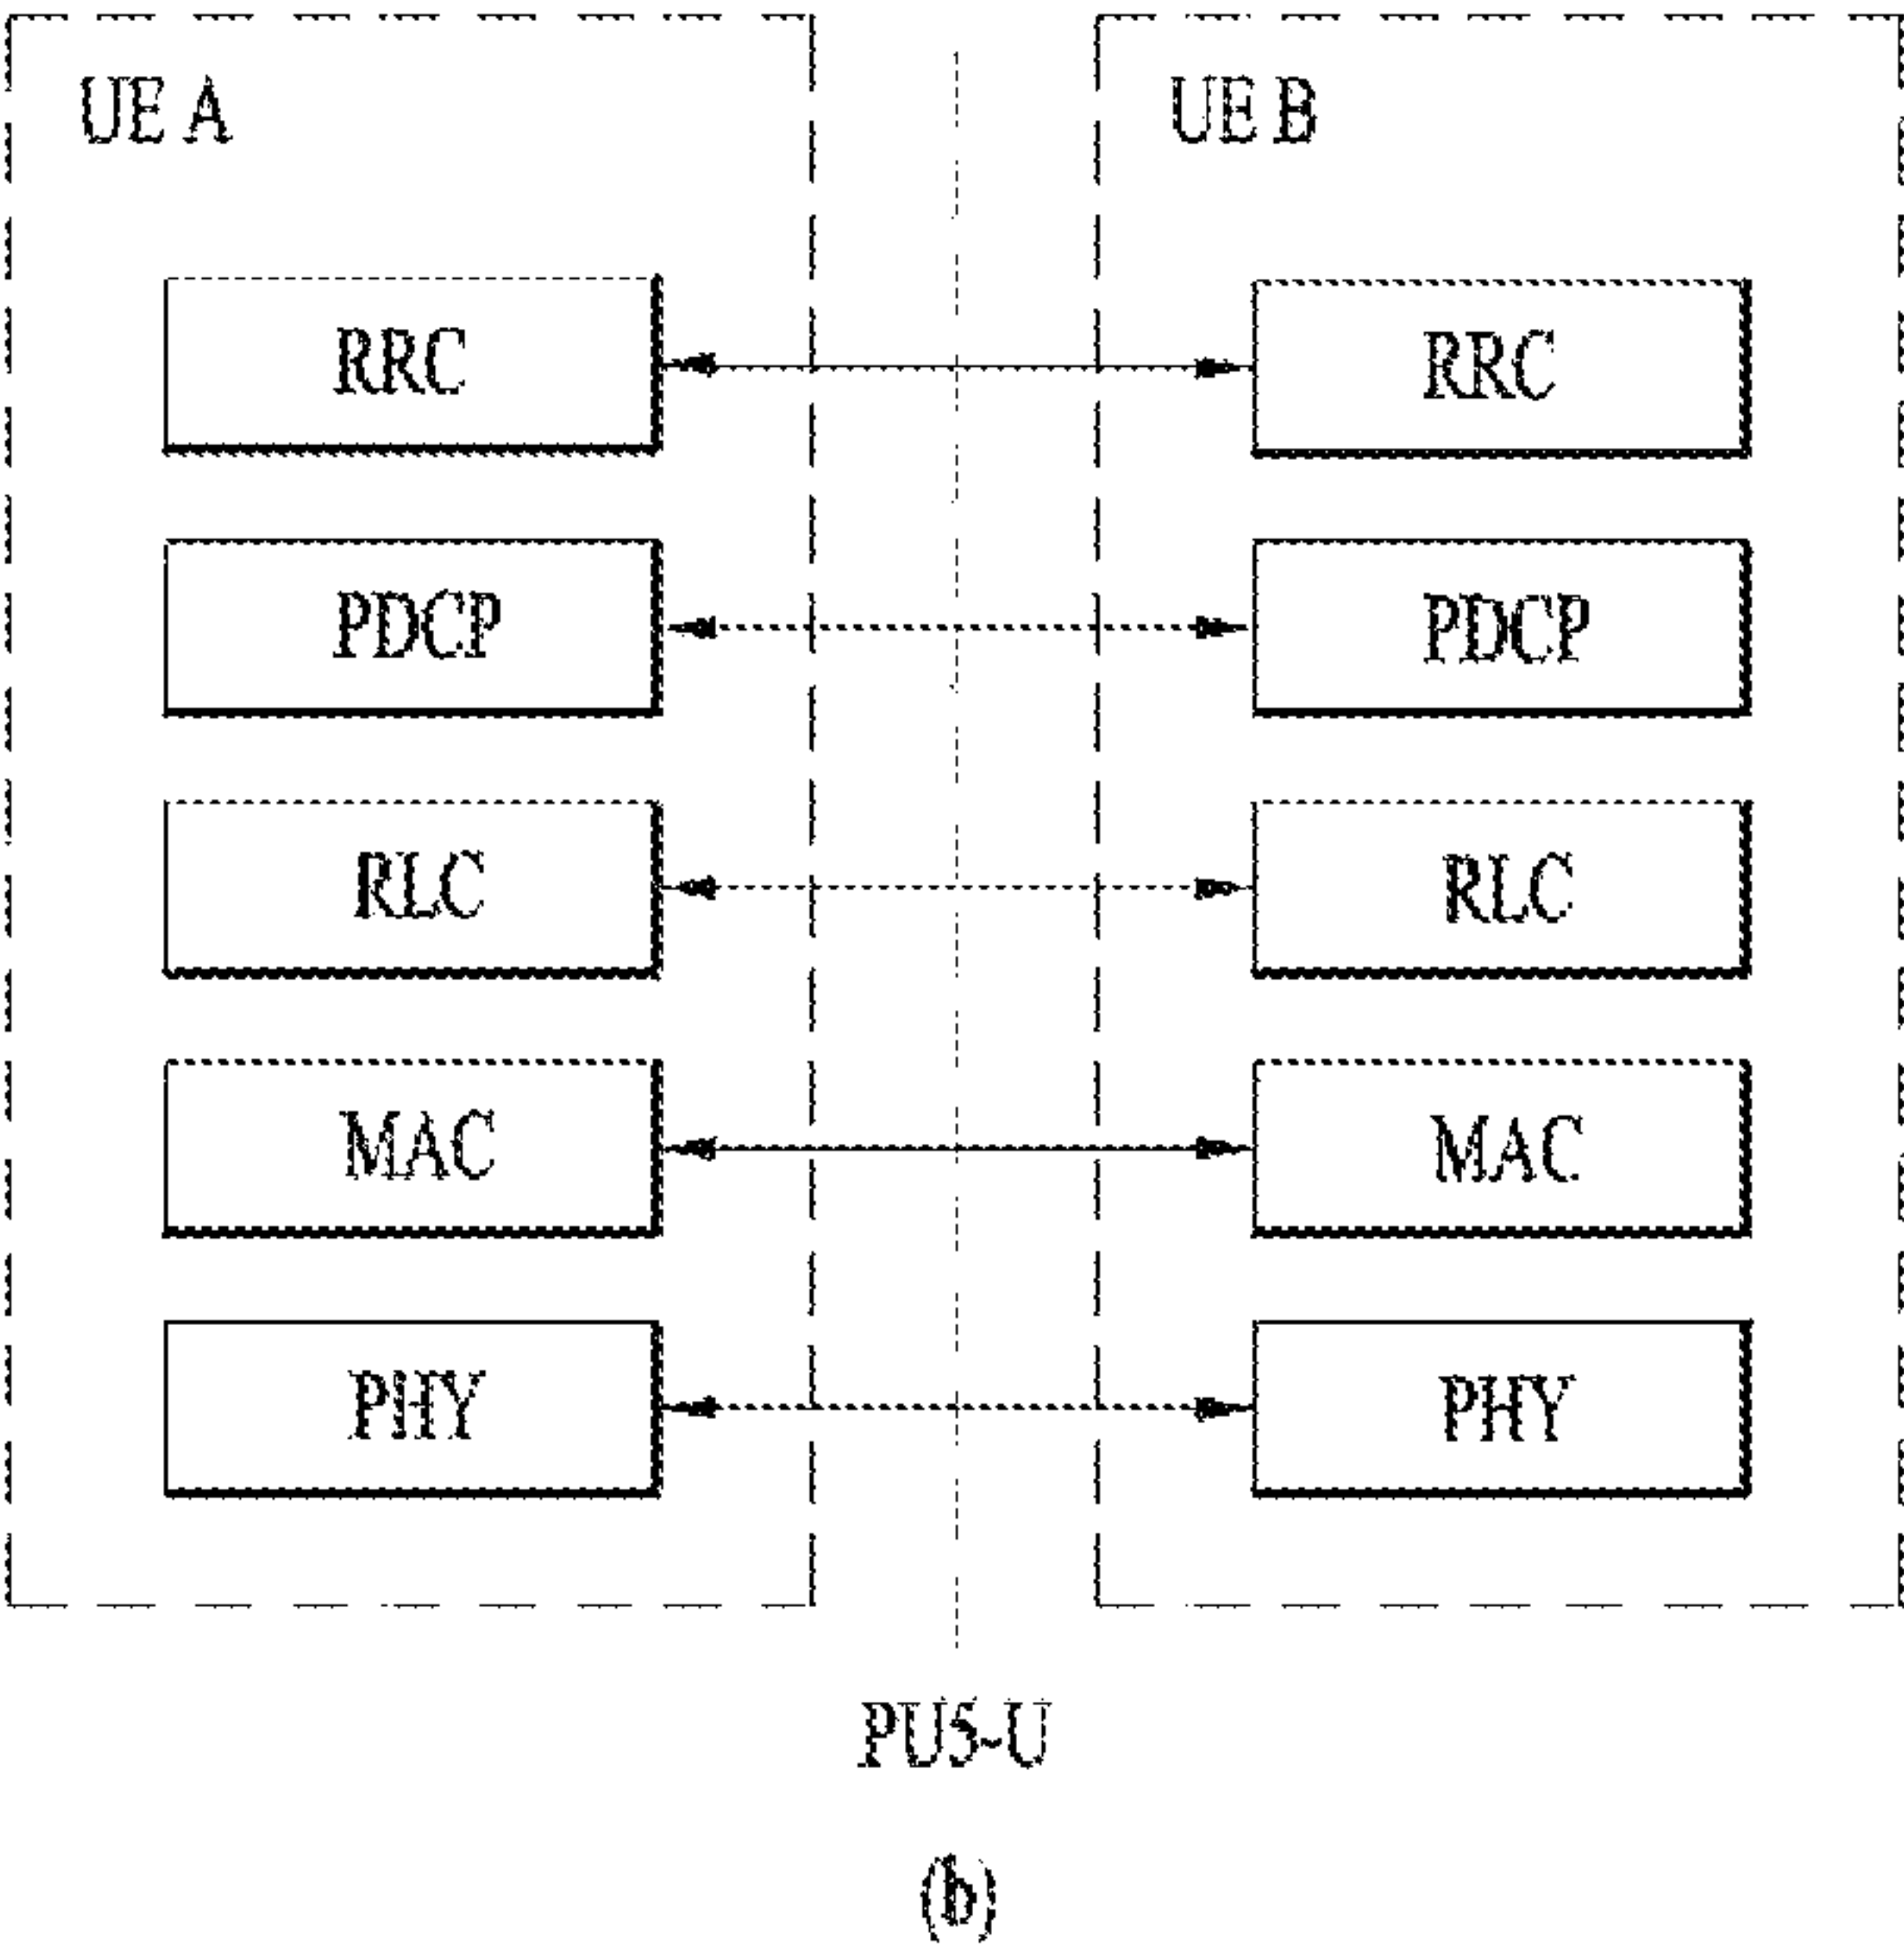 UE A
UE B
RRC
RRC
PDCP
PDCP
RLC
RLC
MAC
MAC
PHY
PHY
PU5-U
(b)